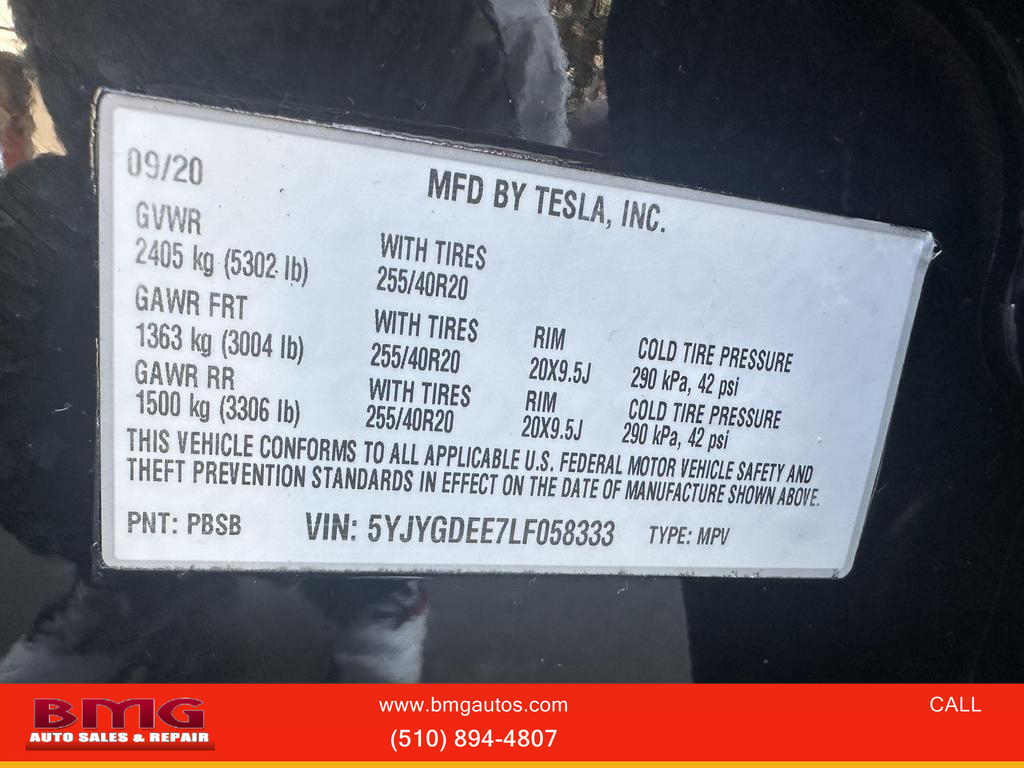 09/20
MFD BY TESLA, INC.
GVWR
2405 kg (5302 lb)
WITH TIRES
255/40R20
GAWR FRT
1363 kg (3004 lb)
WITH TIRES
255/40R20
RIM
20X9.5J
COLD TIRE PRESSURE
290 kPa, 42 psi
GAWR RR
1500 kg (3306 lb)
WITH TIRES
255/40R20
RIM
20X9.5J
COLD TIRE PRESSURE
290 kPa, 42 psi
THIS VEHICLE CONFORMS TO ALL APPLICABLE U.S. FEDERAL MOTOR VEHICLE SAFETY AND
THEFT PREVENTION STANDARDS IN EFFECT ON THE DATE OF MANUFACTURE SHOWN ABOVE.
PNT: PBSB VIN: 5YJYGDEE7LF058333 TYPE: MPV
BMG
AUTO SALES & REPAIR
www.bmgautos.com
(510) 894-4807
CALL